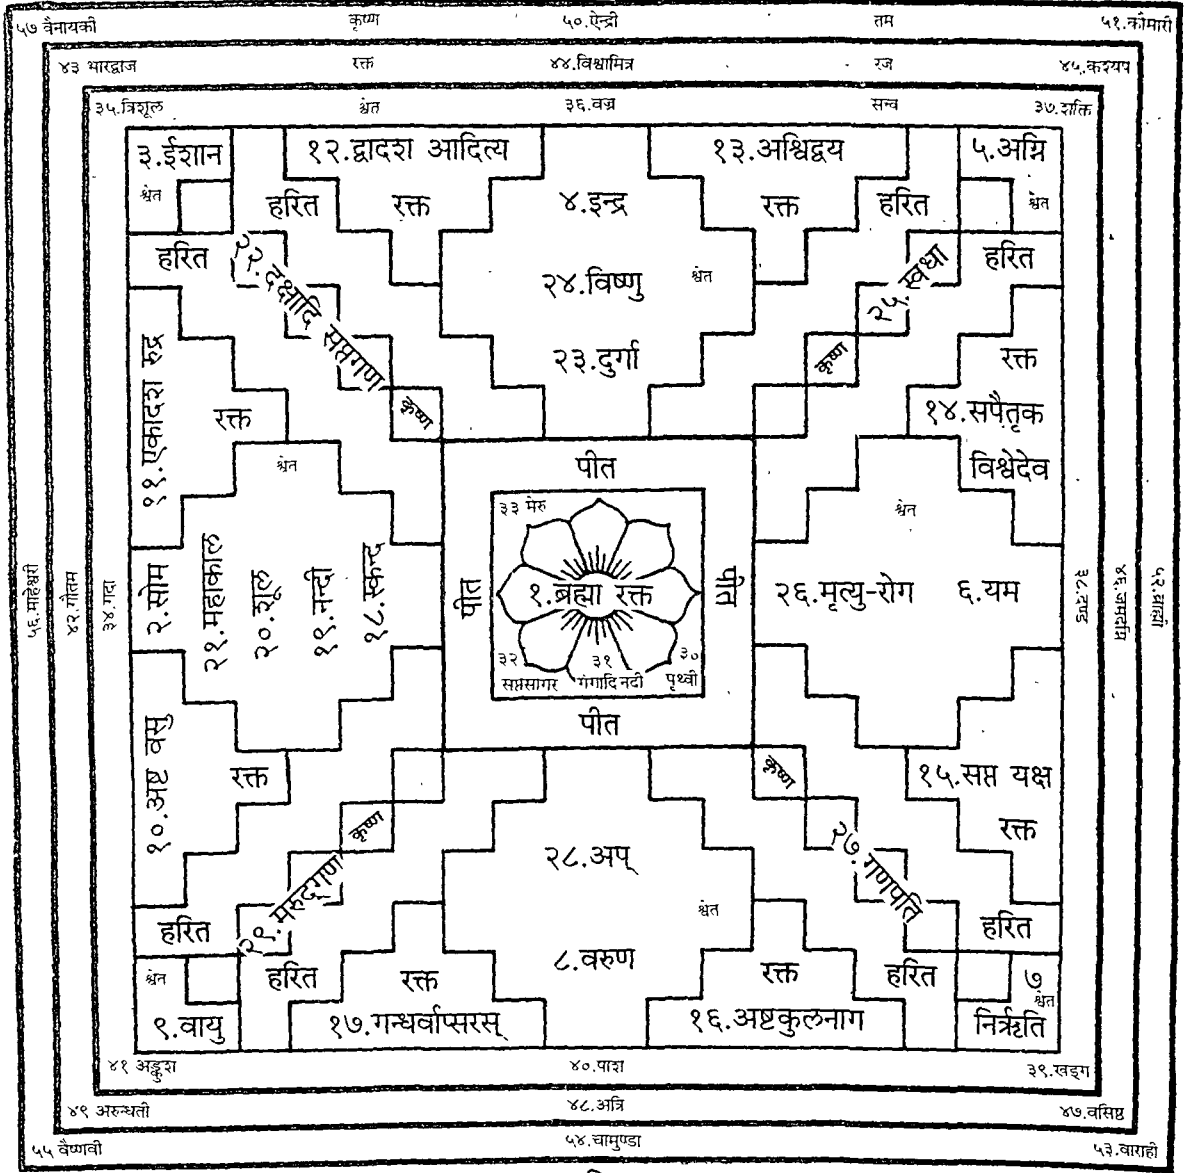 ५७ वैनायकी कृष्ण ५०.ऐन्द्री तम ५१.कौमारी
४३ भारद्वाज रक्त ४४.विश्वामित्र रज ४५.कश्यप
३५.त्रिशूल श्वेत ३६.वज्र सत्त्व ३७.शक्ति
३.ईशान १२.द्वादश आदित्य १३.अश्विद्वय ५.अग्नि
श्वेत हरित रक्त ४.इन्द्र रक्त हरित श्वेत
हरित २२.दक्षादि सप्तगण २४.विष्णु श्वेत २५.स्वधा हरित
११.एकादश रुद्र २३.दुर्गा कृष्ण रक्त
रक्त कृष्ण १४.सपैतृक
विश्वेदेव
श्वेत पीत
३३ मेरु श्वेत
५६.माहेश्वरी ४२.गौतम ३४.गदा २.सोम २१.महाकाल २०.शूल १९.नन्दी १८.स्कन्द पीत १.ब्रह्मा रक्त पीत २६.मृत्यु-रोग ६.यम ३८.दण्ड ४६.जमदग्नि ५२.ब्राह्मी
३२ ३१ ३०
सप्तसागर गंगादि नदी पृथ्वी
पीत
१०.अष्ट वसु रक्त कृष्ण १५.सप्त यक्ष
कृष्ण रक्त
२९.मरुद्गण २८.अप् २७.गणपति
हरित श्वेत हरित
श्वेत हरित रक्त ८.वरुण रक्त हरित ७
श्वेत
९.वायु १७.गन्धर्वाप्सरस् १६.अष्टकुलनाग निर्ऋति
४१ अङ्कुश ४०.पाश ३९.खड्ग
४९ अरुन्धती ४८.अत्रि ४७.वसिष्ठ
५५ वैष्णवी ५४.चामुण्डा ५३.वाराही